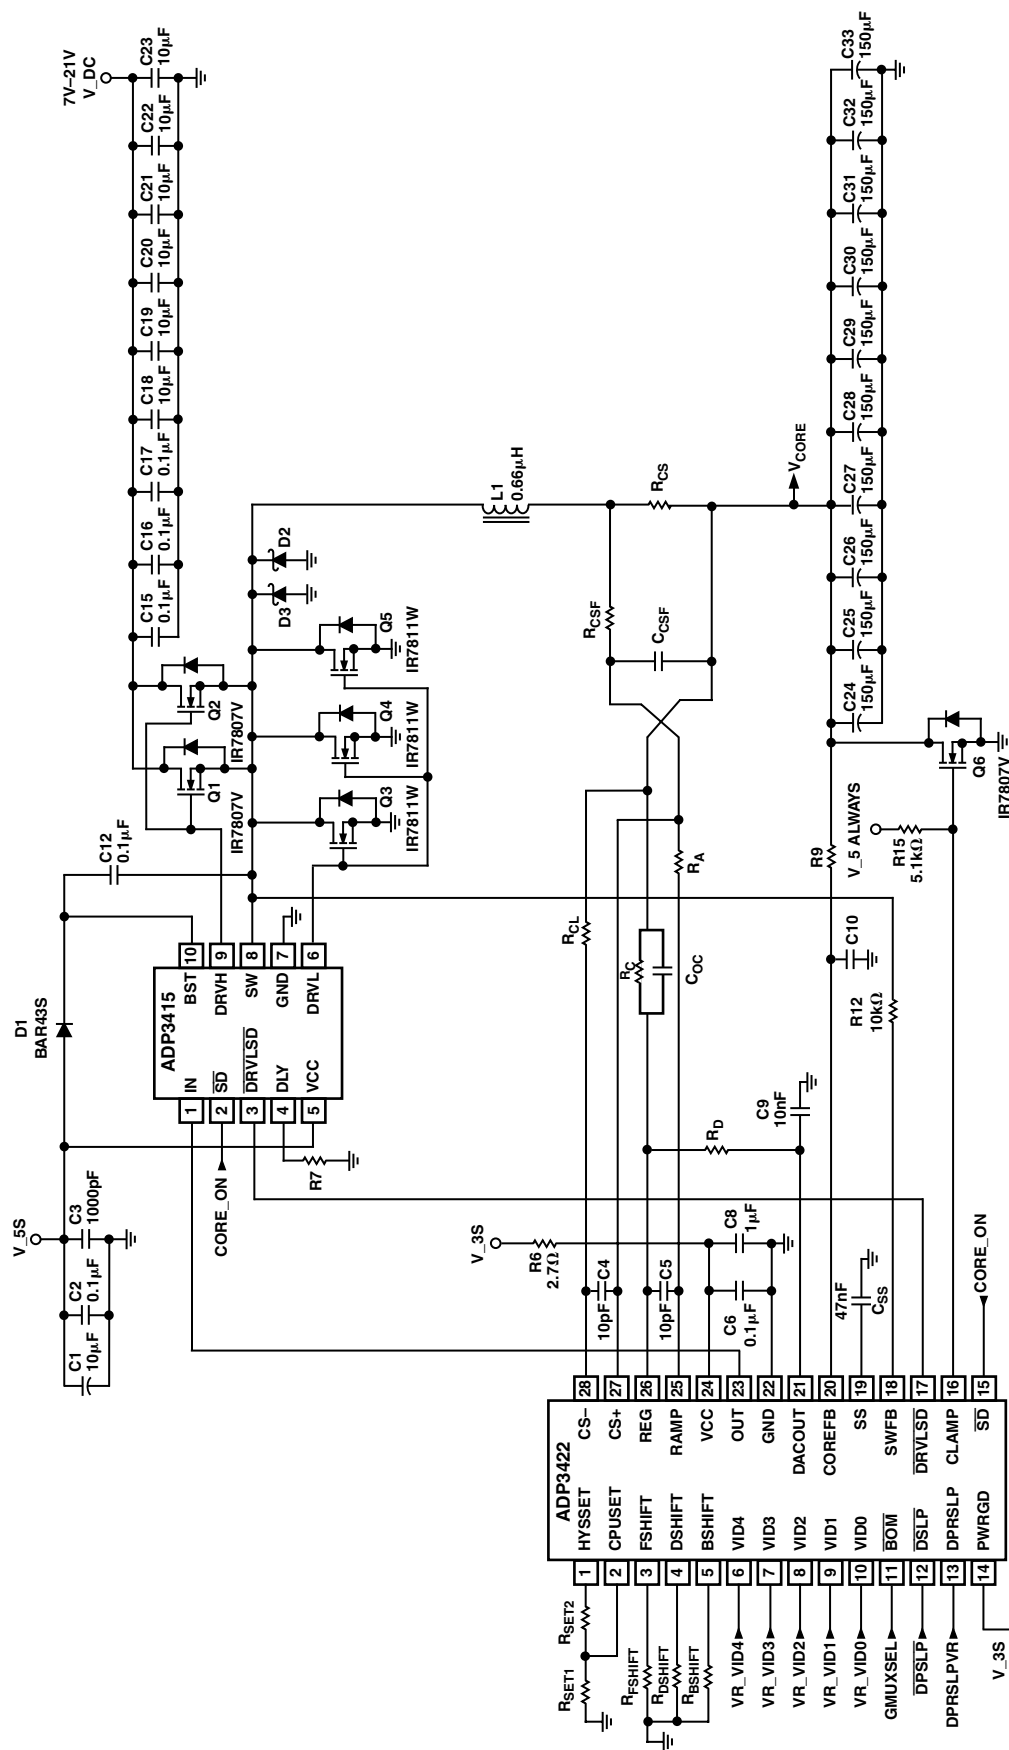 7V–21V
V_DC
C23
10µF
C22
10µF
C21
10µF
C20
10µF
C19
10µF
C18
10µF
C17
0.1µF
C16
0.1µF
C15
0.1µF
Q2
IR7807V
Q1
IR7807V
C12
0.1µF
D1
BAR43S
V_5S
C3
1000pF
C2
0.1µF
C1
10µF
ADP3415
IN
SD
DRVLSD
DLY
VCC
BST
DRVH
SW
GND
DRVL
1
2
3
4
5
10
9
8
7
6
CORE_ON
R7
D2
D3
Q5
IR7811W
Q4
IR7811W
Q3
IR7811W
L1
0.66µH
RCS
RCSF
CCSF
VCORE
RCL
RA
RC
COC
RD
C9
10nF
V_3S
R6
2.7Ω
C4
10pF
C5
10pF
C8
1µF
C6
0.1µF
47nF
CSS
CORE_ON
C33
150µF
C32
150µF
C31
150µF
C30
150µF
C29
150µF
C28
150µF
C27
150µF
C26
150µF
C25
150µF
C24
150µF
Q6
IR7807V
V_5 ALWAYS
R15
5.1kΩ
R9
C10
R12
10kΩ
ADP3422
HYSSET
CPUSET
FSHIFT
DSHIFT
BSHIFT
VID4
VID3
VID2
VID1
VID0
BOM
DSLP
DPRSLP
PWRGD
CS–
CS+
REG
RAMP
VCC
OUT
GND
DACOUT
COREFB
SS
SWFB
DRVLSD
CLAMP
SD
28
27
26
25
24
23
22
21
20
19
18
17
16
15
1
2
3
4
5
6
7
8
9
10
11
12
13
14
RSET2
RSET1
RFSHIFT
RDSHIFT
RBSHIFT
VR_VID4
VR_VID3
VR_VID2
VR_VID1
VR_VID0
GMUXSEL
DPSLP
DPRSLPVR
V_3S